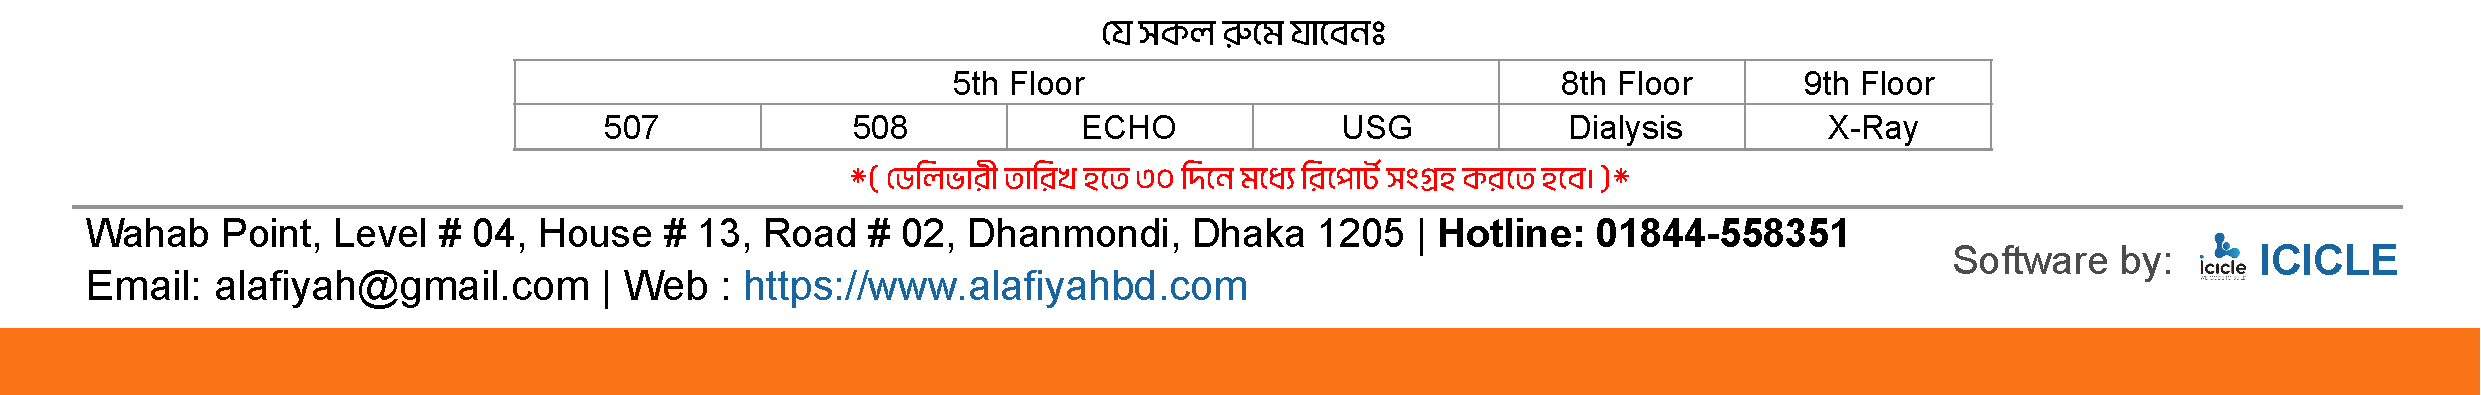 যে সকল রুমে যাবেনঃ
5th Floor 8th Floor 9th Floor
507 508 ECHO USG Dialysis X-Ray
*( ডেলিভারী তারিখ হতে ৩০ দিনে মধ্যে রিপোর্ট সংগ্রহ করতে হবে। )*
Wahab Point, Level # 04, House # 13, Road # 02, Dhanmondi, Dhaka 1205 | Hotline: 01844-558351
Email: alafiyah@gmail.com | Web : https://www.alafiyahbd.com
Software by: icicle ICICLE